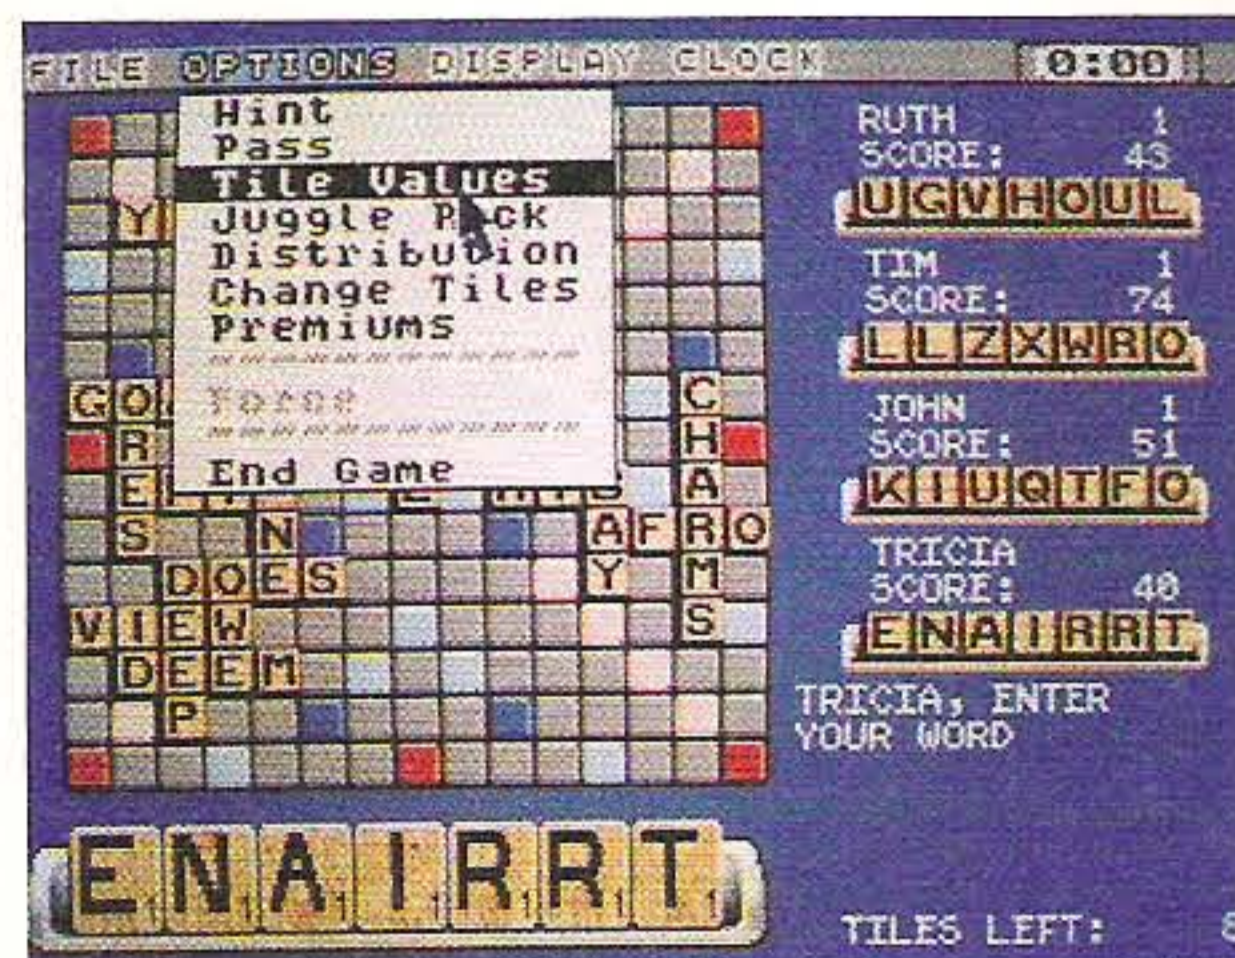 FILE OPTIONS DISPLAY CLOCK 0:00
Hint
Pass
Tile Values
Juggle
Distribution
Change Tiles
Premiums
End Game
RUTH 1
SCORE: 43
UGVHOUL
TIM 1
SCORE: 74
LLZXWRO
JOHN 1
SCORE: 51
KIUQTFO
TRICIA
SCORE: 40
ENAIRRT
TRICIA, ENTER
YOUR WORD
CHARMS
AFRO
DOES
VIEW
DEEM
ENAIRRT
TILES LEFT: